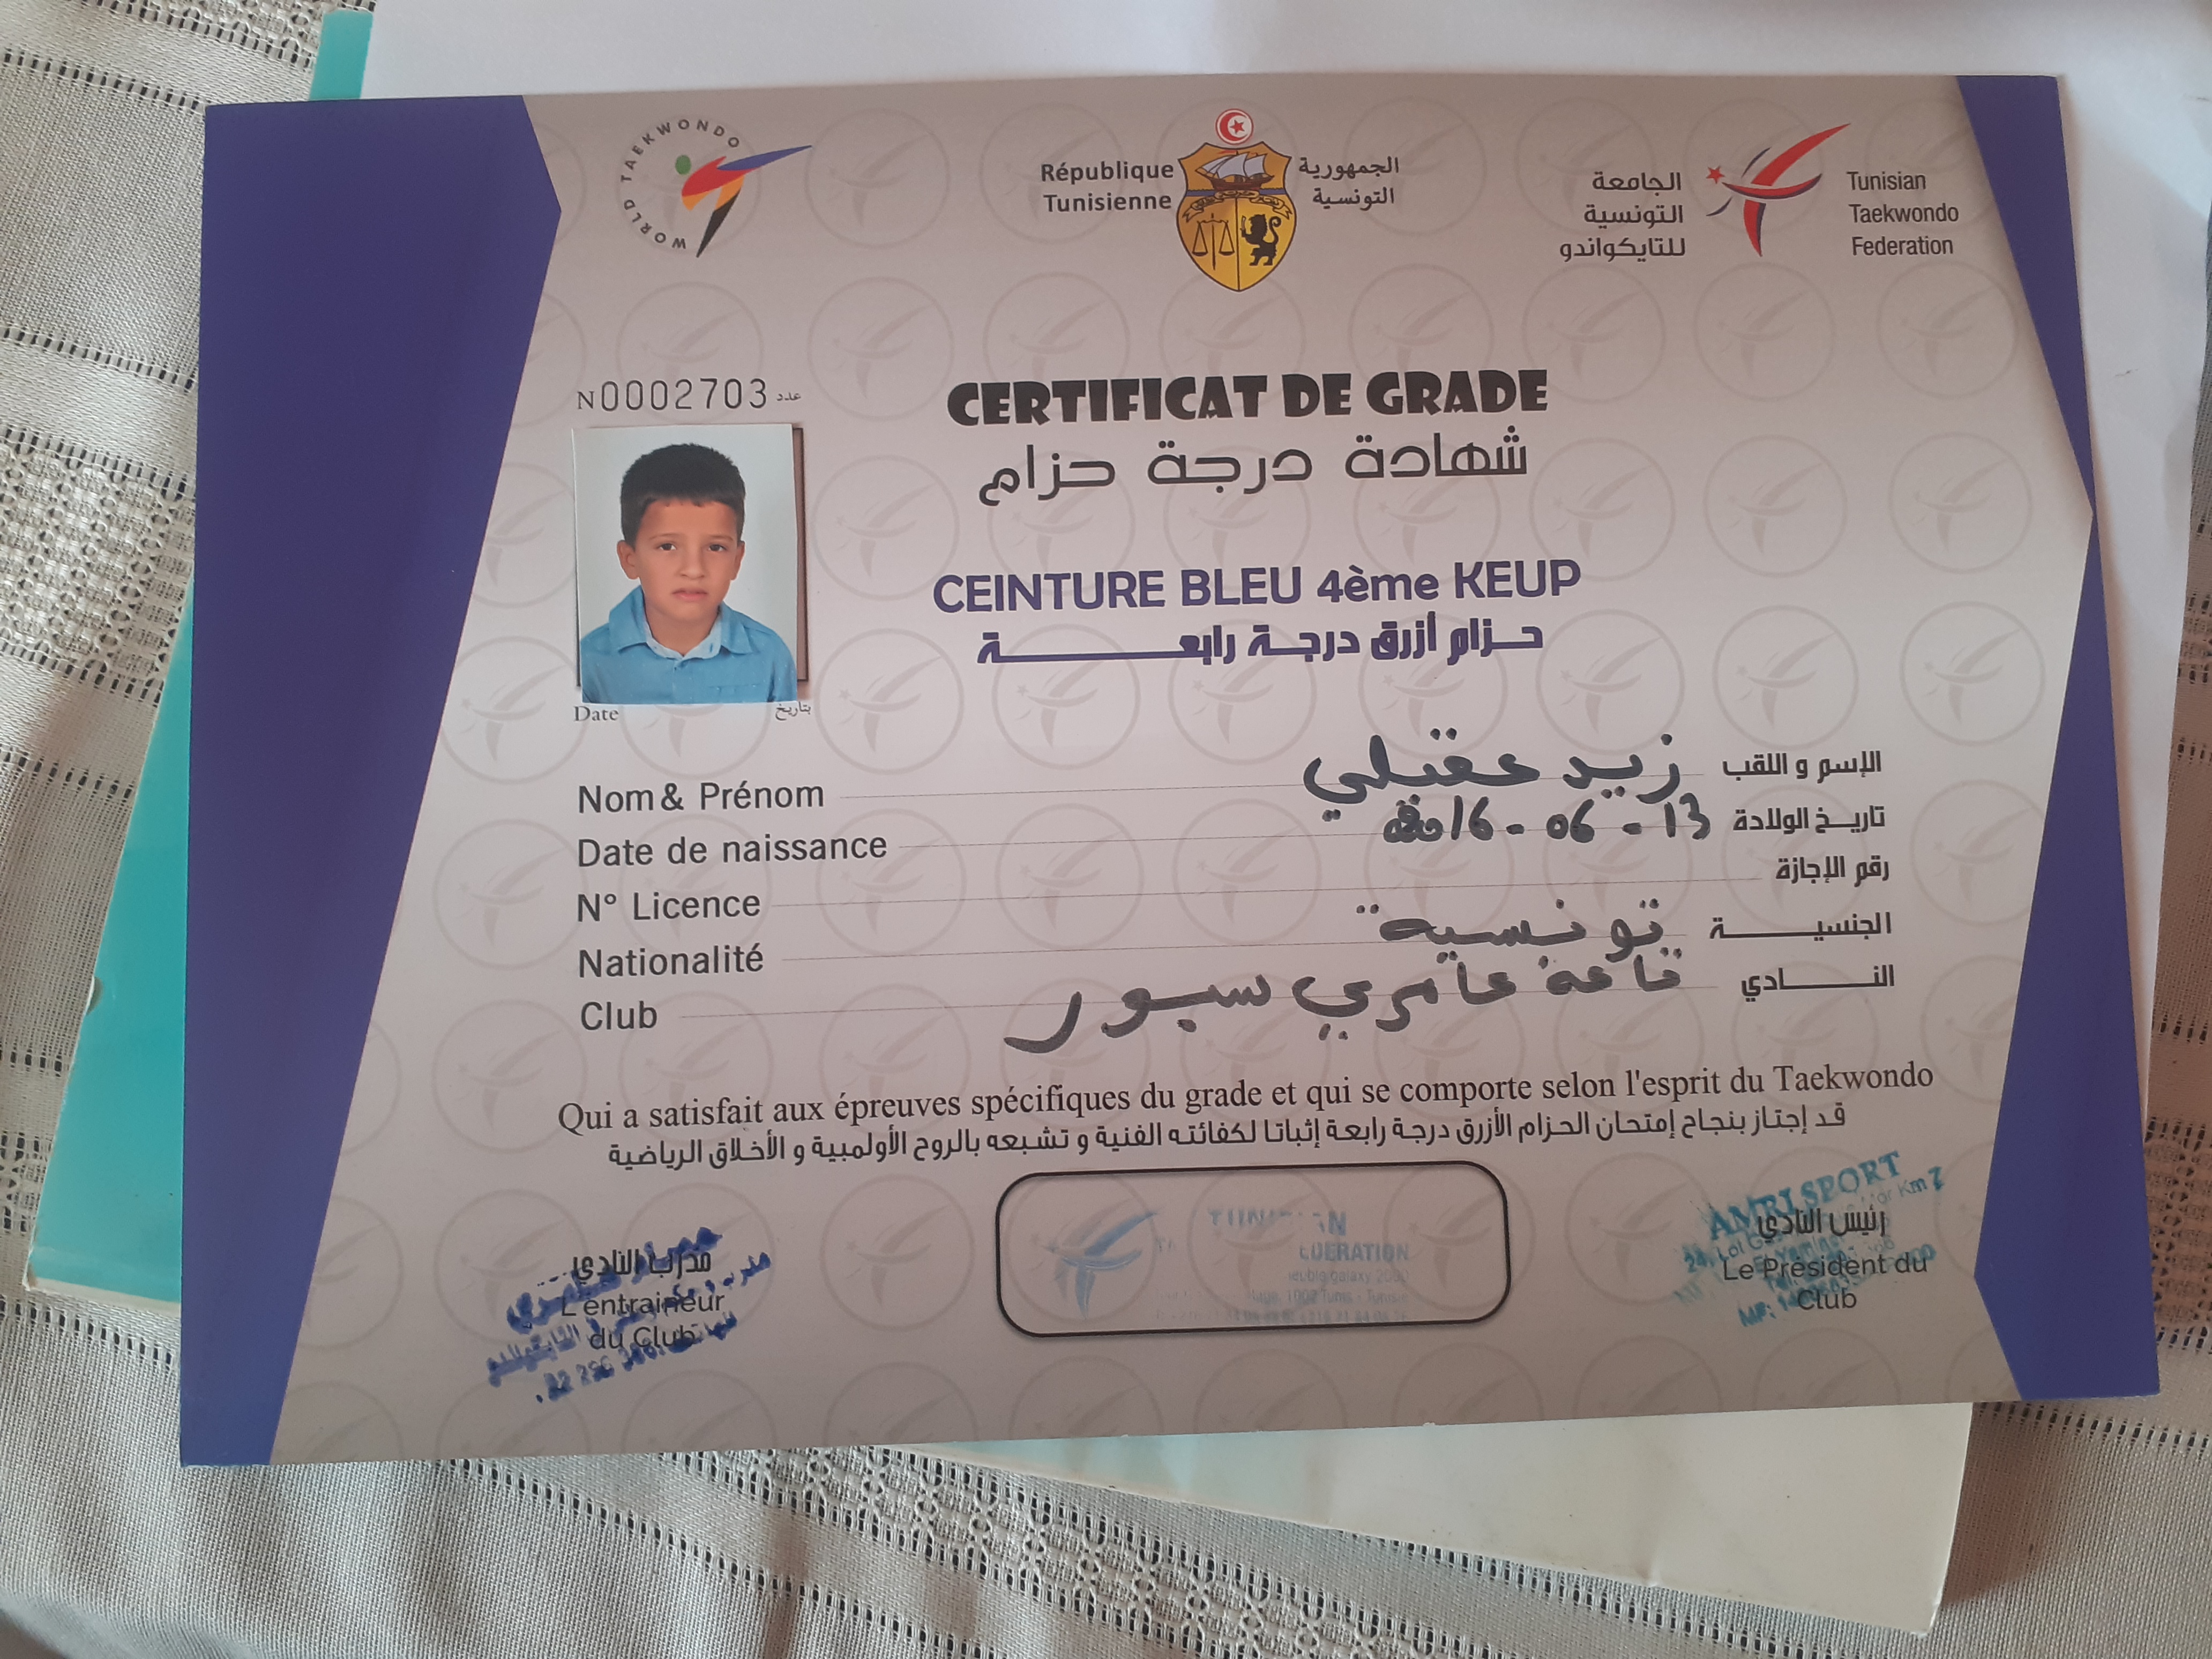 WORLD TAEKWONDO
République
Tunisienne
الجمهورية
التونسية
الجامعة
التونسية
للتايكواندو
Tunisian
Taekwondo
Federation
N0002703 عدد
CERTIFICAT DE GRADE
شهادة درجة حزام
CEINTURE BLEU 4ème KEUP
حزام أزرق درجة رابعة
Date بتاريخ
الإسم و اللقب زيد عقيلي
Nom & Prénom
تاريخ الولادة 13 - 06 - 2016
Date de naissance
رقم الإجازة
N° Licence
الجنسية تونسية
Nationalité
النادي قاعة عامري سبور
Club
Qui a satisfait aux épreuves spécifiques du grade et qui se comporte selon l'esprit du Taekwondo
قد إجتاز بنجاح إمتحان الحزام الأزرق درجة رابعة إثباتا لكفائته الفنية و تشبعه بالروح الأولمبية و الأخلاق الرياضية
مدرب النادي
L'entraineur
du Club
AMRI SPORT
Km 7
رئيس النادي
Le Président du
Club